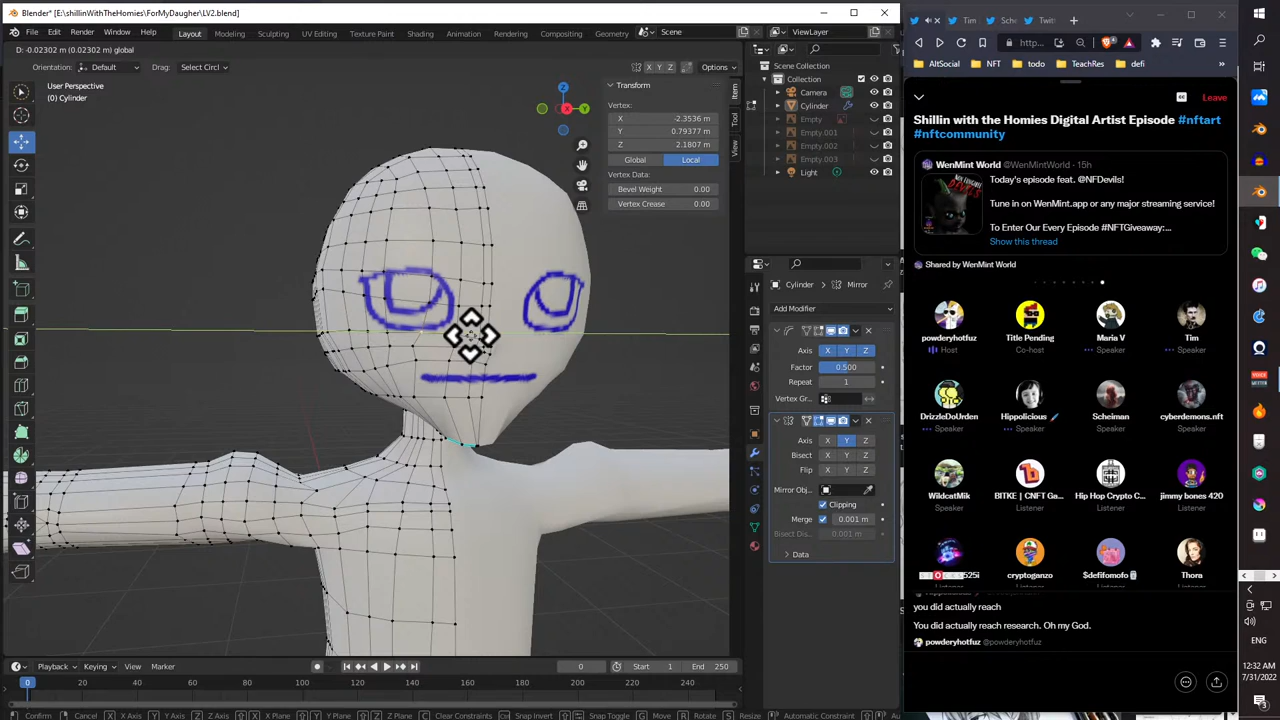 Blender* [E:\shillinWithTheHomies\ForMyDaugher\LV2.blend]
File Edit Render Window Help Layout Modeling Sculpting UV Editing Texture Paint Shading Animation Rendering Compositing Geometry Scene ViewLayer
D: -0.02302 m (0.02302 m) global
Orientation: Default Drag: Select Circl X Y Z Options
User Perspective
(0) Cylinder
Z
X
Y
Transform
Vertex:
X -2.3536 m
Y 0.79377 m
Z 2.1807 m
Global Local
Vertex Data:
Bevel Weight 0.00
Vertex Crease 0.00
Item
Tool
View
Scene Collection
Collection
Camera
Cylinder
Empty
Empty.001
Empty.002
Empty.003
Light
Cylinder Mirror
Add Modifier
Axis X Y Z
Factor 0.500
Repeat 1
Vertex Gr...
Axis X Y Z
Bisect X Y Z
Flip X Y Z
Mirror Obj...
Clipping
Merge 0.001 m
Bisect Dis... 0.001 m
Data
Playback Keying View Marker 0 Start 1 End 250
0 20 40 60 80 100 120 140 160 180 200 220 240
Confirm Cancel X Axis Y Axis Z Axis X Plane Y Plane Z Plane Clear Constraints Snap Invert Snap Toggle Move Rotate Resize Automatic Constraint
Tim Sch Twitt
http...
AltSocial NFT todo TeachRes defi
Leave
Shillin with the Homies Digital Artist Episode #nftart
#nftcommunity
WenMint World @WenMintWorld · 15h
Today's episode feat. @NFDevils!
Tune in on WenMint.app or any major streaming service!
To Enter Our Every Episode #NFTGiveaway:...
Show this thread
Shared by WenMint World
powderyhotfuz Title Pending Maria V Tim
Host Co-host Speaker Speaker
DrizzleDoUrden Hippolicious Scheiman cyberdemons.nft
Speaker Speaker Speaker Speaker
WildcatMik BITKE | CNFT Ga... Hip Hop Crypto C... jimmy bones 420
Speaker Listener Listener Listener
cryptoganzo $defifomofo Thora
you did actually reach
You did actually reach research. Oh my God.
powderyhotfuz @powderyhotfuz
ENG
12:32 AM
7/31/2022